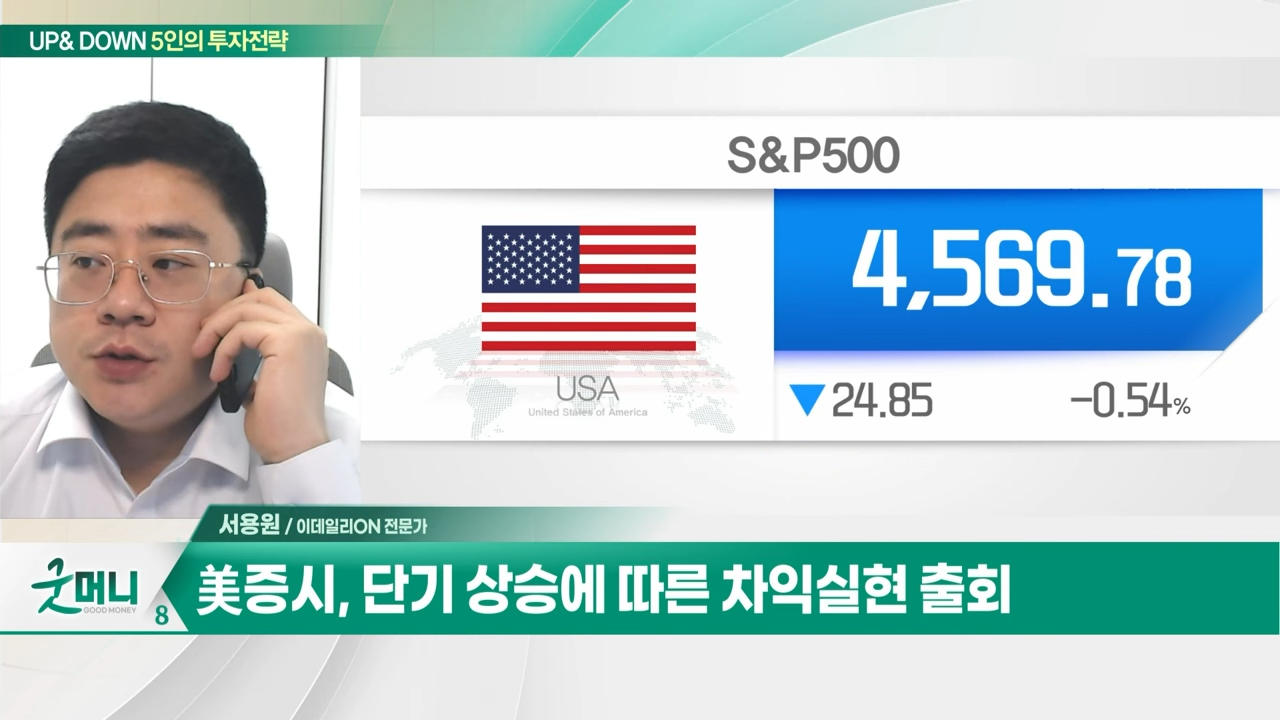 UP& DOWN 5인의 투자전략
S&P500
4,569.78
USA
United States of America
▼24.85
-0.54%
서용원 / 이데일리ON 전문가
굿머니
GOOD MONEY
8
美증시, 단기 상승에 따른 차익실현 출회